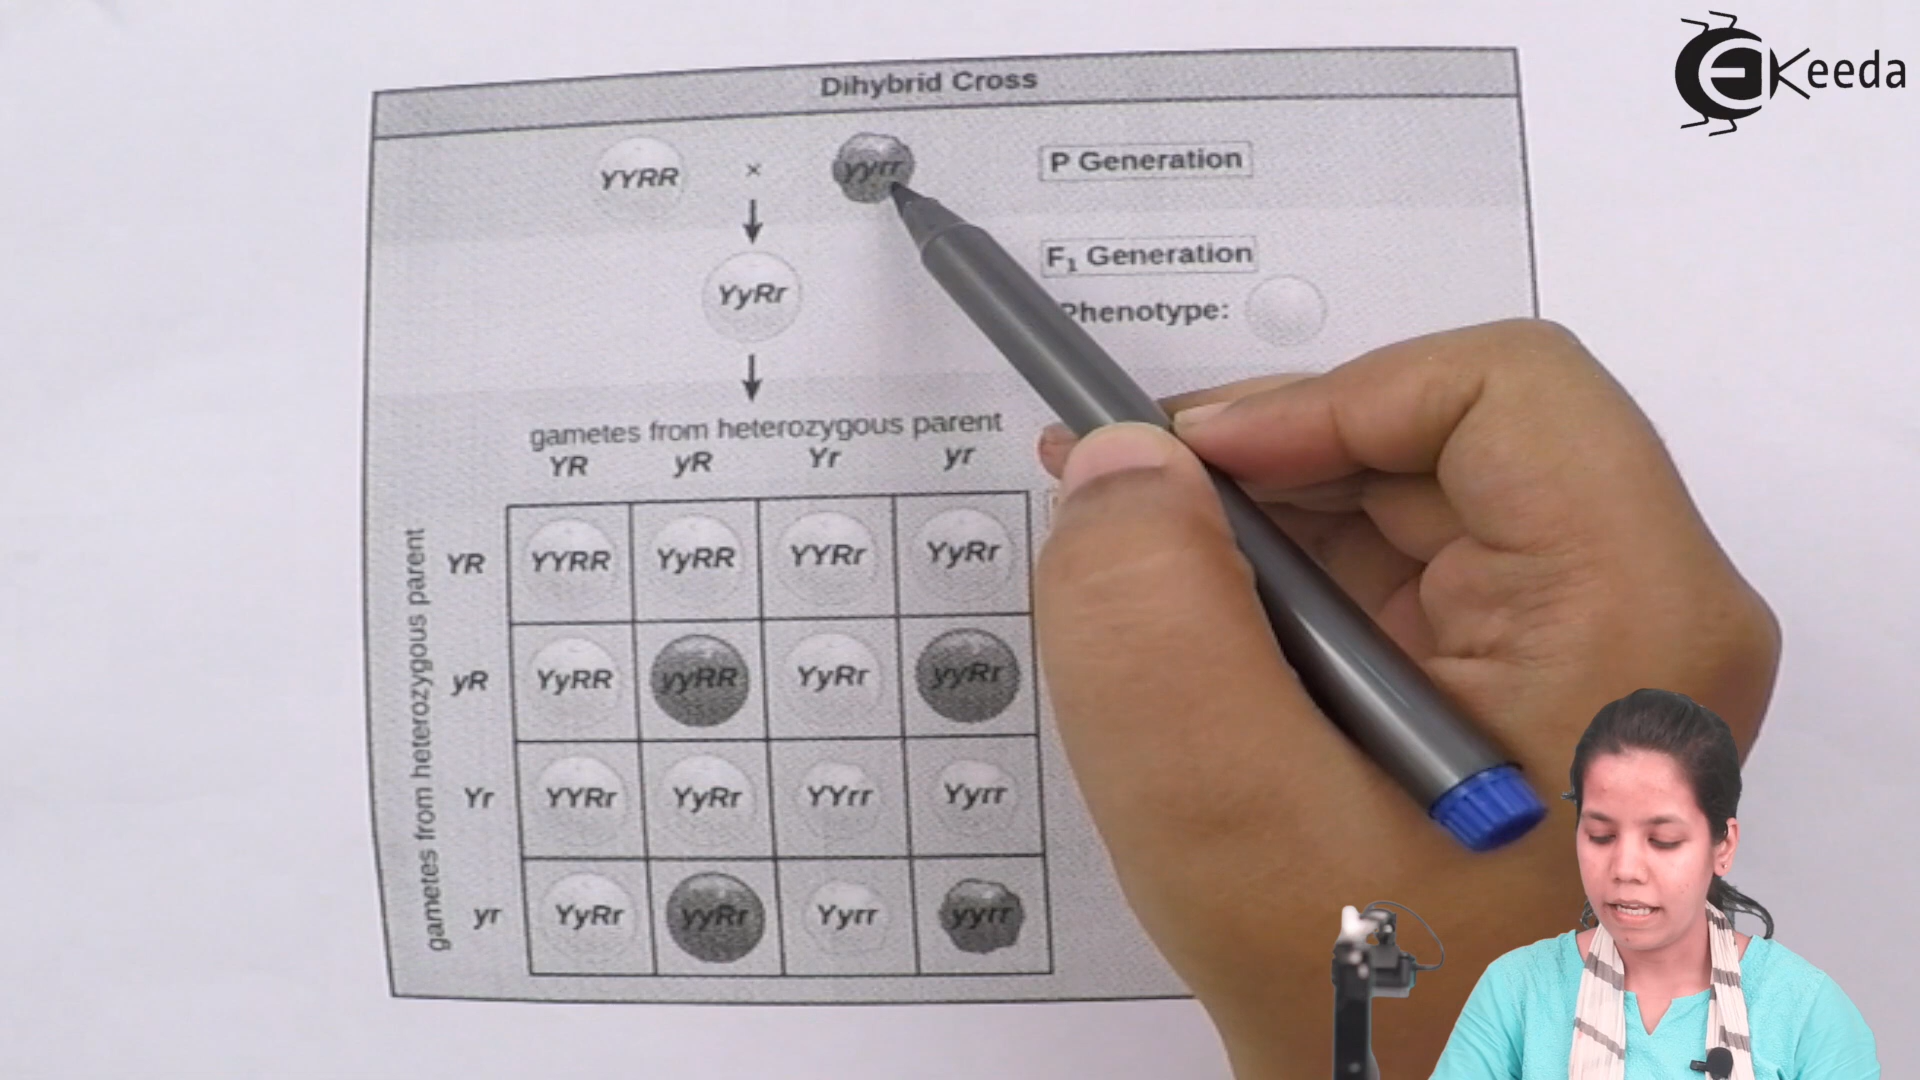 EKeeda
Dihybrid Cross
YYRR × yyrr
P Generation
YyRr
F₁ Generation
Phenotype:
gametes from heterozygous parent
YR yR Yr yr
gametes from heterozygous parent
YR YYRR YyRR YYRr YyRr
yR YyRR yyRR YyRr yyRr
Yr YYRr YyRr YYrr Yyrr
yr YyRr yyRr Yyrr yyrr